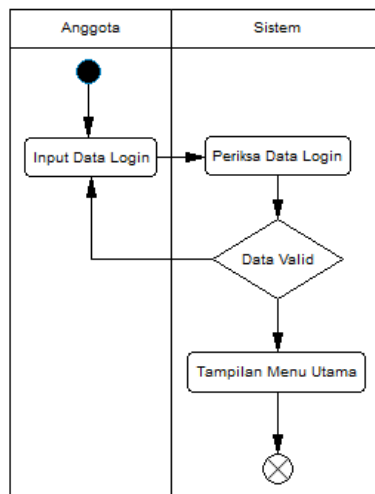 Anggota
Sistem
Input Data Login
Periksa Data Login
Data Valid
Tampilan Menu Utama